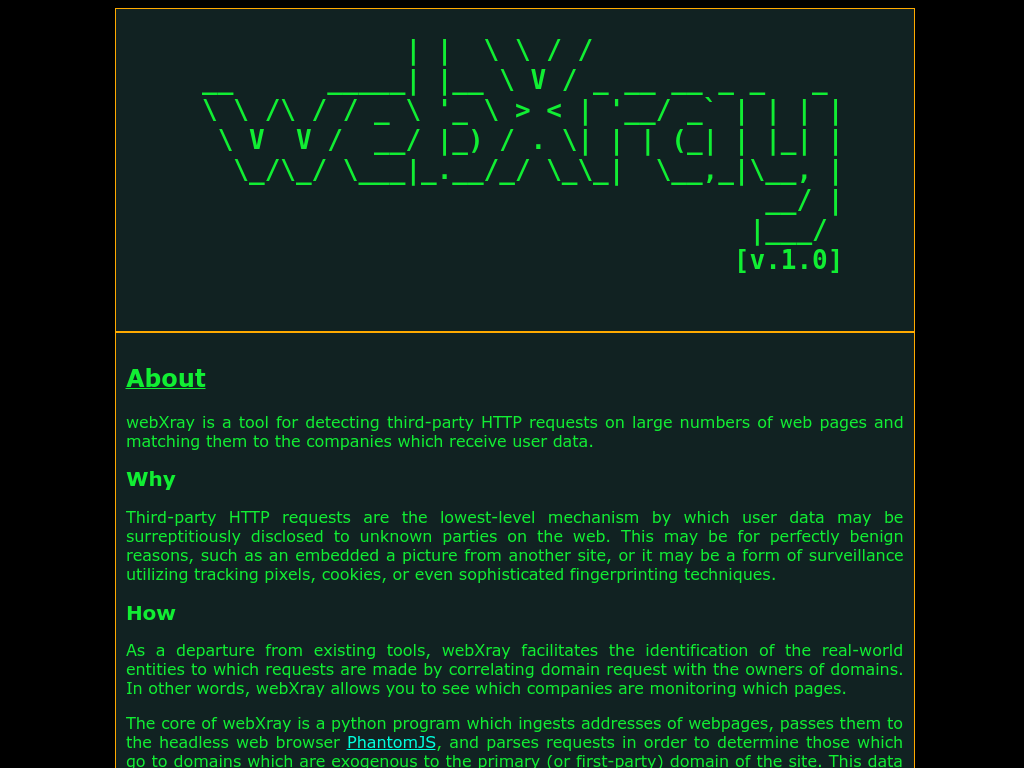 webXray
[v.1.0]
About
webXray is a tool for detecting third-party HTTP requests on large numbers of web pages and
matching them to the companies which receive user data.
Why
Third-party HTTP requests are the lowest-level mechanism by which user data may be
surreptitiously disclosed to unknown parties on the web. This may be for perfectly benign
reasons, such as an embedded a picture from another site, or it may be a form of surveillance
utilizing tracking pixels, cookies, or even sophisticated fingerprinting techniques.
How
As a departure from existing tools, webXray facilitates the identification of the real-world
entities to which requests are made by correlating domain request with the owners of domains.
In other words, webXray allows you to see which companies are monitoring which pages.
The core of webXray is a python program which ingests addresses of webpages, passes them to
the headless web browser PhantomJS, and parses requests in order to determine those which
go to domains which are exogenous to the primary (or first-party) domain of the site. This data